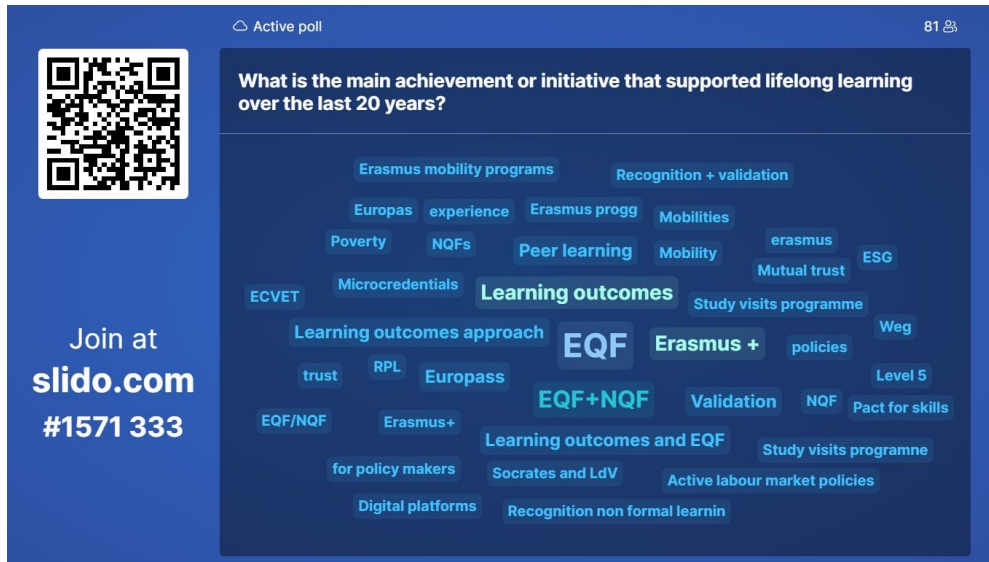 Active poll
81
What is the main achievement or initiative that supported lifelong learning
over the last 20 years?
Join at
slido.com
#1571 333
Erasmus mobility programs
Recognition + validation
Europas
experience
Erasmus progg
Mobilities
Poverty
NQFs
Peer learning
Mobility
erasmus
ESG
Mutual trust
ECVET
Microcredentials
Learning outcomes
Study visits programme
Learning outcomes approach
EQF
Erasmus +
policies
Weg
trust
RPL
Europass
Level 5
EQF+NQF
Validation
NQF
Pact for skills
EQF/NQF
Erasmus+
Learning outcomes and EQF
Study visits programne
for policy makers
Socrates and LdV
Active labour market policies
Digital platforms
Recognition non formal learnin